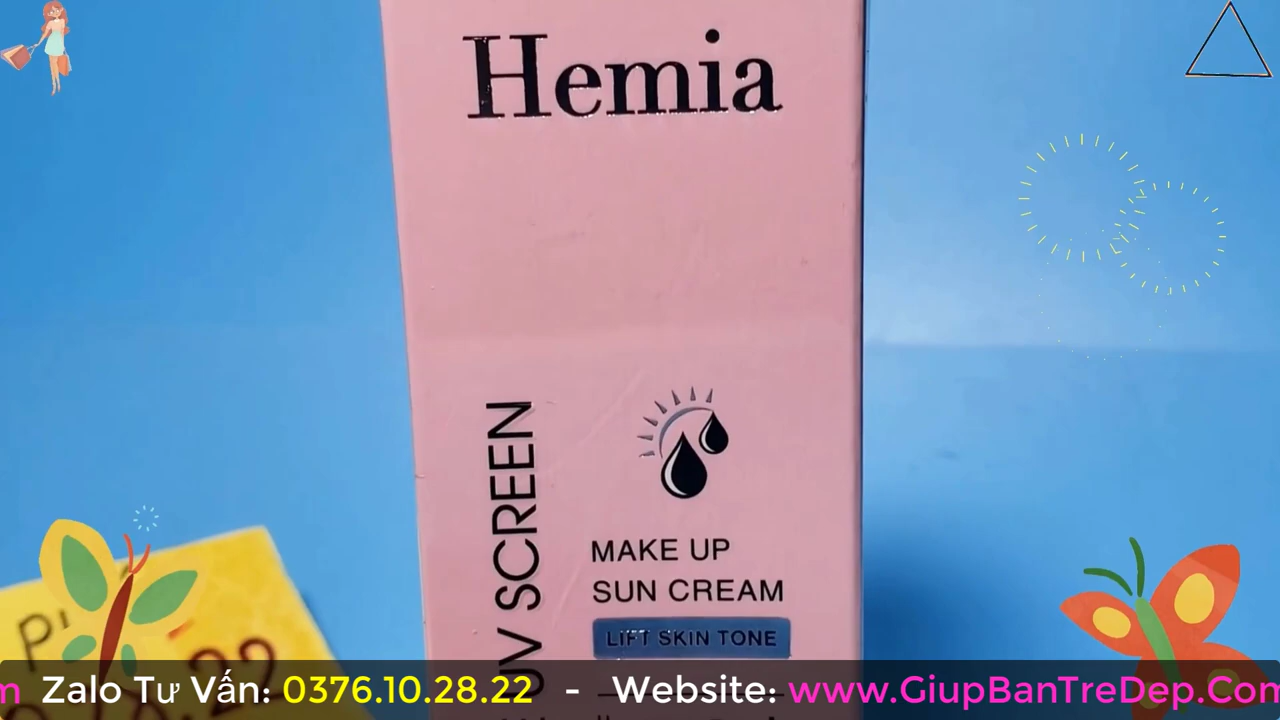 Hemia
UV SCREEN
MAKE UP
SUN CREAM
LIFT SKIN TONE
m Zalo Tư Vấn: 0376.10.28.22 - Website: www.GiupBanTreDep.Com